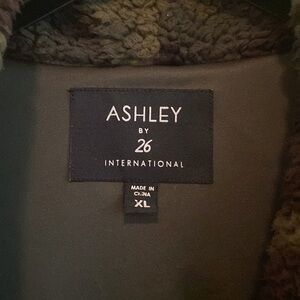 ASHLEY
BY
26
INTERNATIONAL
MADE IN
CHINA
XL